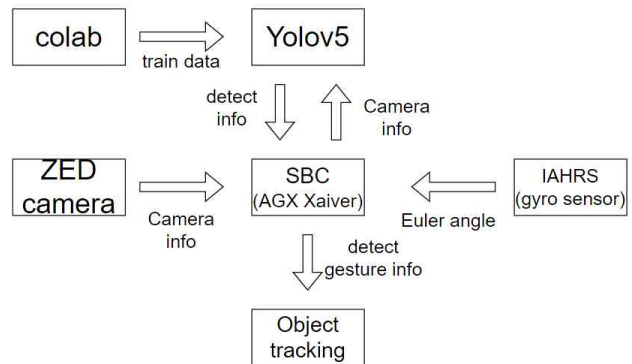 colab
Yolov5
train data
detect
info
Camera
info
ZED
camera
SBC
(AGX Xaiver)
IAHRS
(gyro sensor)
Camera
info
Euler angle
detect
gesture info
Object
tracking